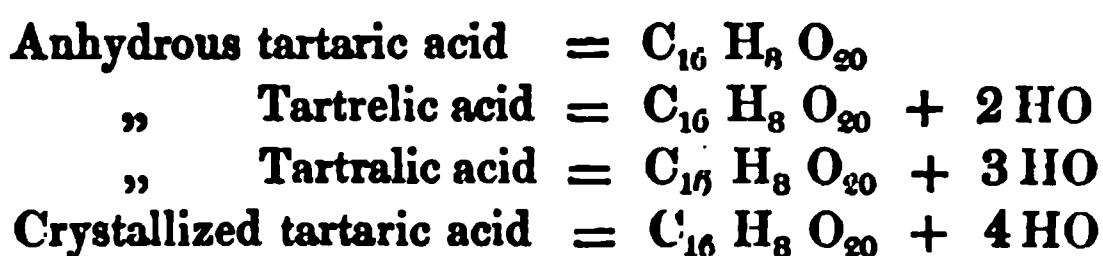 Anhydrous tartaric acid = C₁₆ H₈ O₂₀
„ Tartrelic acid = C₁₆ H₈ O₂₀ + 2 HO
„ Tartralic acid = C₁₆ H₈ O₂₀ + 3 HO
Crystallized tartaric acid = C₁₆ H₈ O₂₀ + 4 HO